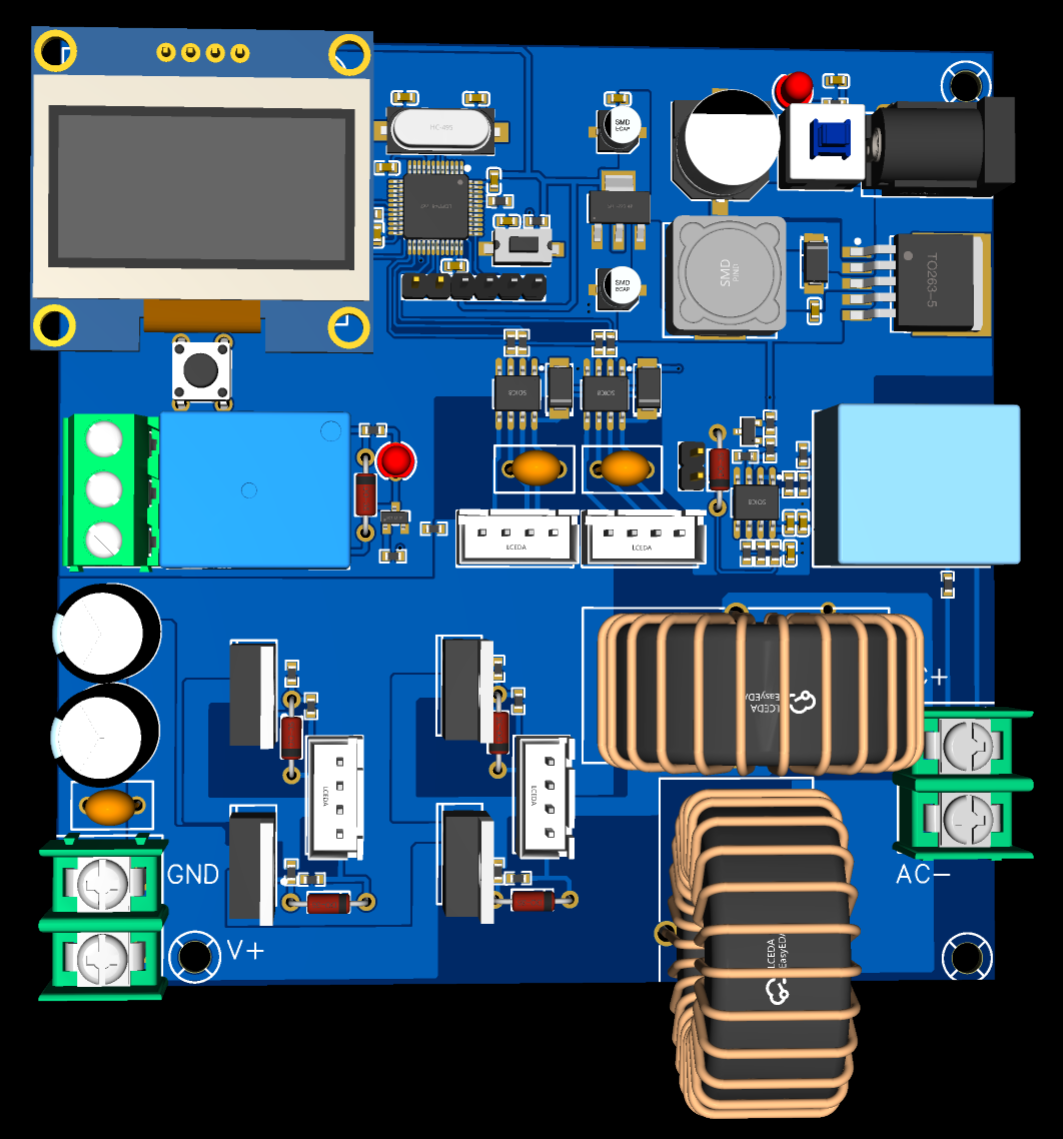 HC-49S
SMD
ECAP
SMD
IND
TO263-5
SMD
ECAP
SOIC8
SOIC8
SOIC8
LCEDA
LCEDA
LCEDA
EasyEDA
LCEDA
LCEDA
GND
AC-
V+
LCEDA
EasyEDA